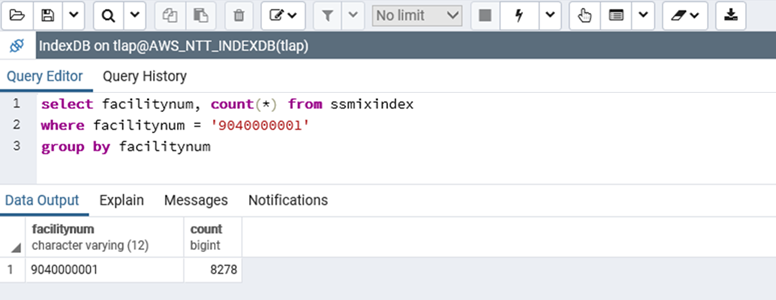 No limit
IndexDB on tlap@AWS_NTT_INDEXDB(tlap)
Query Editor Query History
1 select facilitynum, count(*) from ssmixindex
2 where facilitynum = '9040000001'
3 group by facilitynum
Data Output Explain Messages Notifications
facilitynum count
character varying (12) bigint
1 9040000001 8278